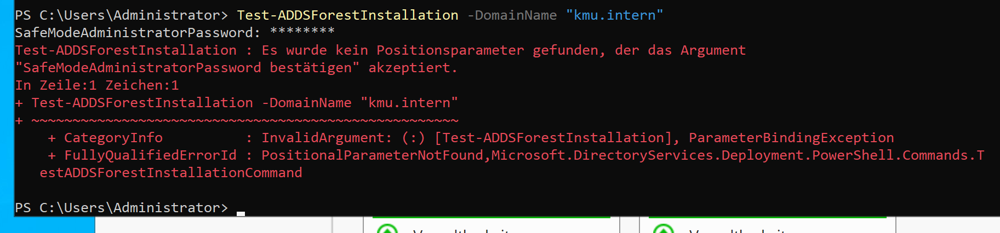 PS C:\Users\Administrator> Test-ADDSForestInstallation -DomainName "kmu.intern"
SafeModeAdministratorPassword: ********
Test-ADDSForestInstallation : Es wurde kein Positionsparameter gefunden, der das Argument
"SafeModeAdministratorPassword bestätigen" akzeptiert.
In Zeile:1 Zeichen:1
+ Test-ADDSForestInstallation -DomainName "kmu.intern"
+ ~~~~~~~~~~~~~~~~~~~~~~~~~~~~~~~~~~~~~~~~~~~~~~~~~~~~
    + CategoryInfo          : InvalidArgument: (:) [Test-ADDSForestInstallation], ParameterBindingException
    + FullyQualifiedErrorId : PositionalParameterNotFound,Microsoft.DirectoryServices.Deployment.PowerShell.Commands.T
   estADDSForestInstallationCommand
PS C:\Users\Administrator>